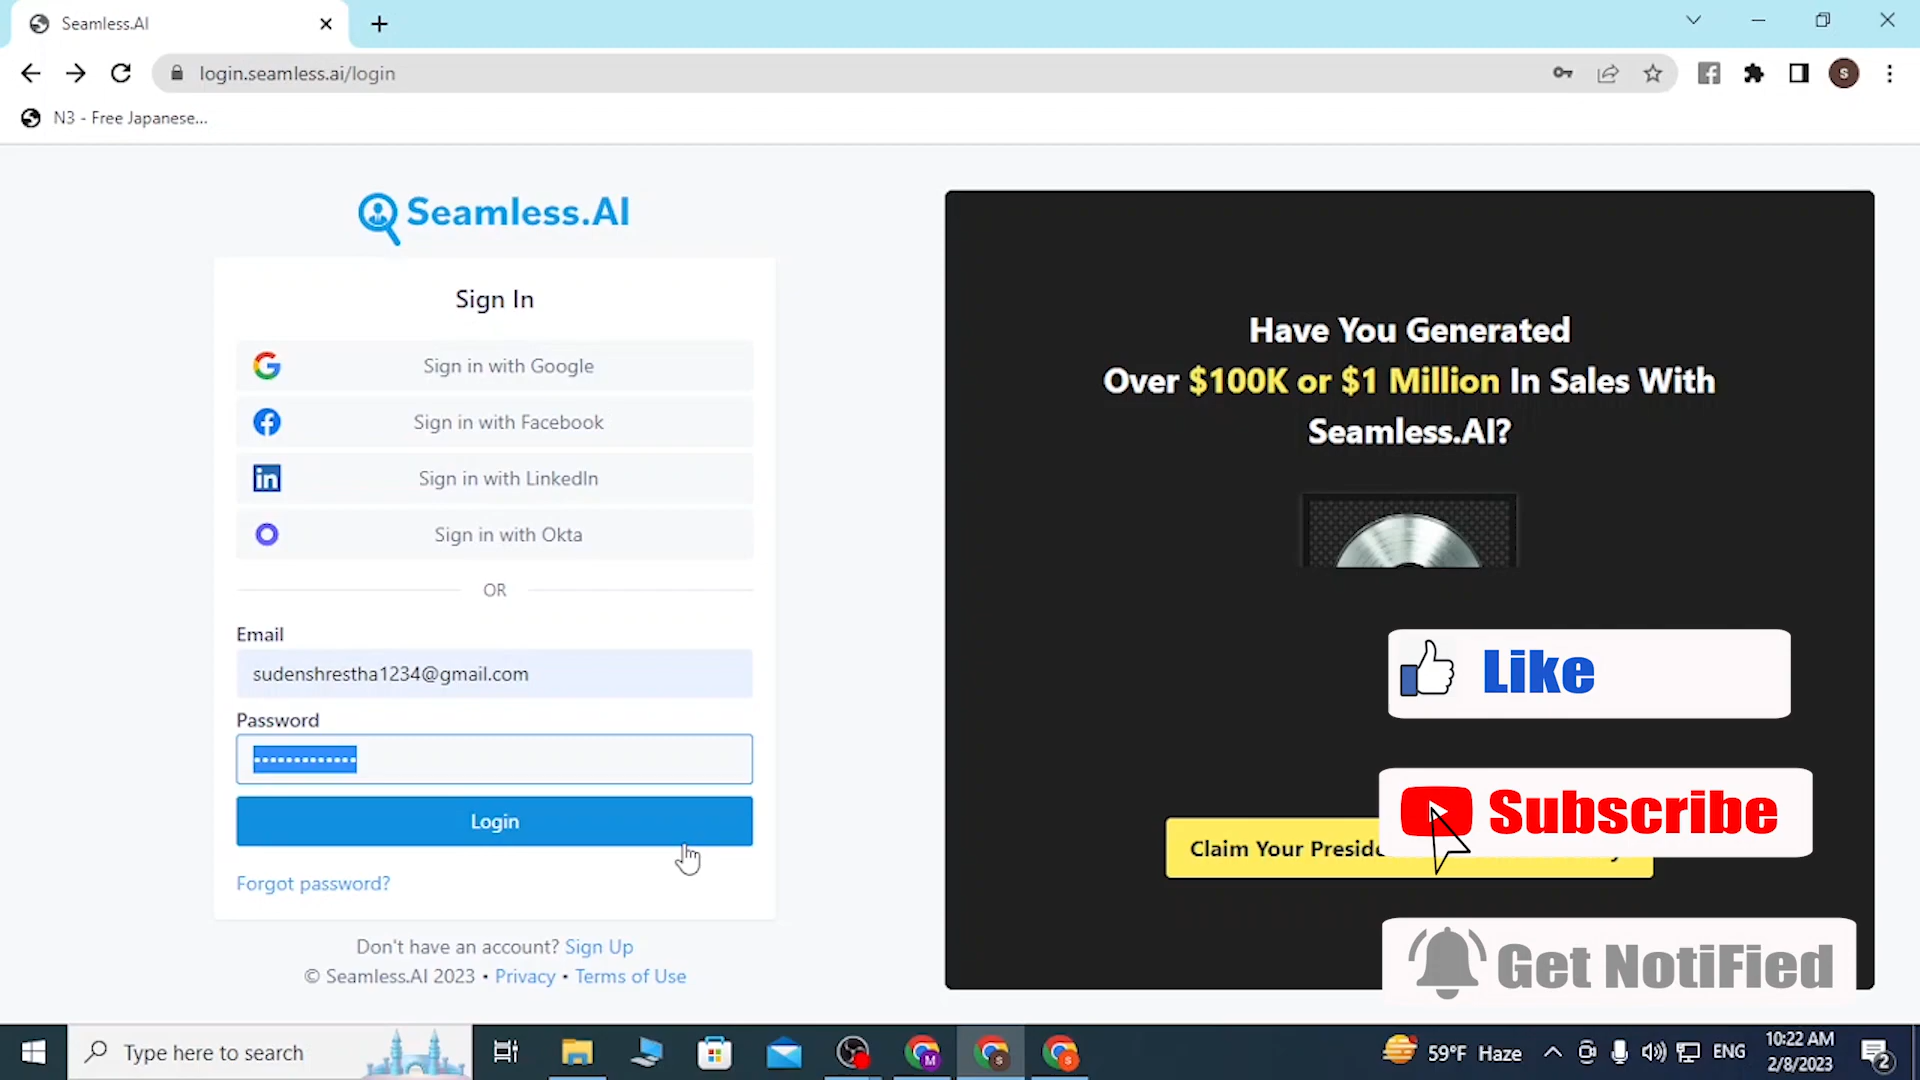 Seamless.AI
login.seamless.ai/login
S
N3 - Free Japanese...
Seamless.AI
Sign In
Sign in with Google
Sign in with Facebook
in
Sign in with LinkedIn
Sign in with Okta
OR
Email
sudenshrestha1234@gmail.com
Password
Login
Forgot password?
Don't have an account? Sign Up
© Seamless.AI 2023 • Privacy • Terms of Use
Have You Generated
Over $100K or $1 Million In Sales With
Seamless.AI?
Like
Subscribe
Claim Your
Get NotiFied
Type here to search
M
S
S
59°F Haze
ENG
10:22 AM
2/8/2023
2